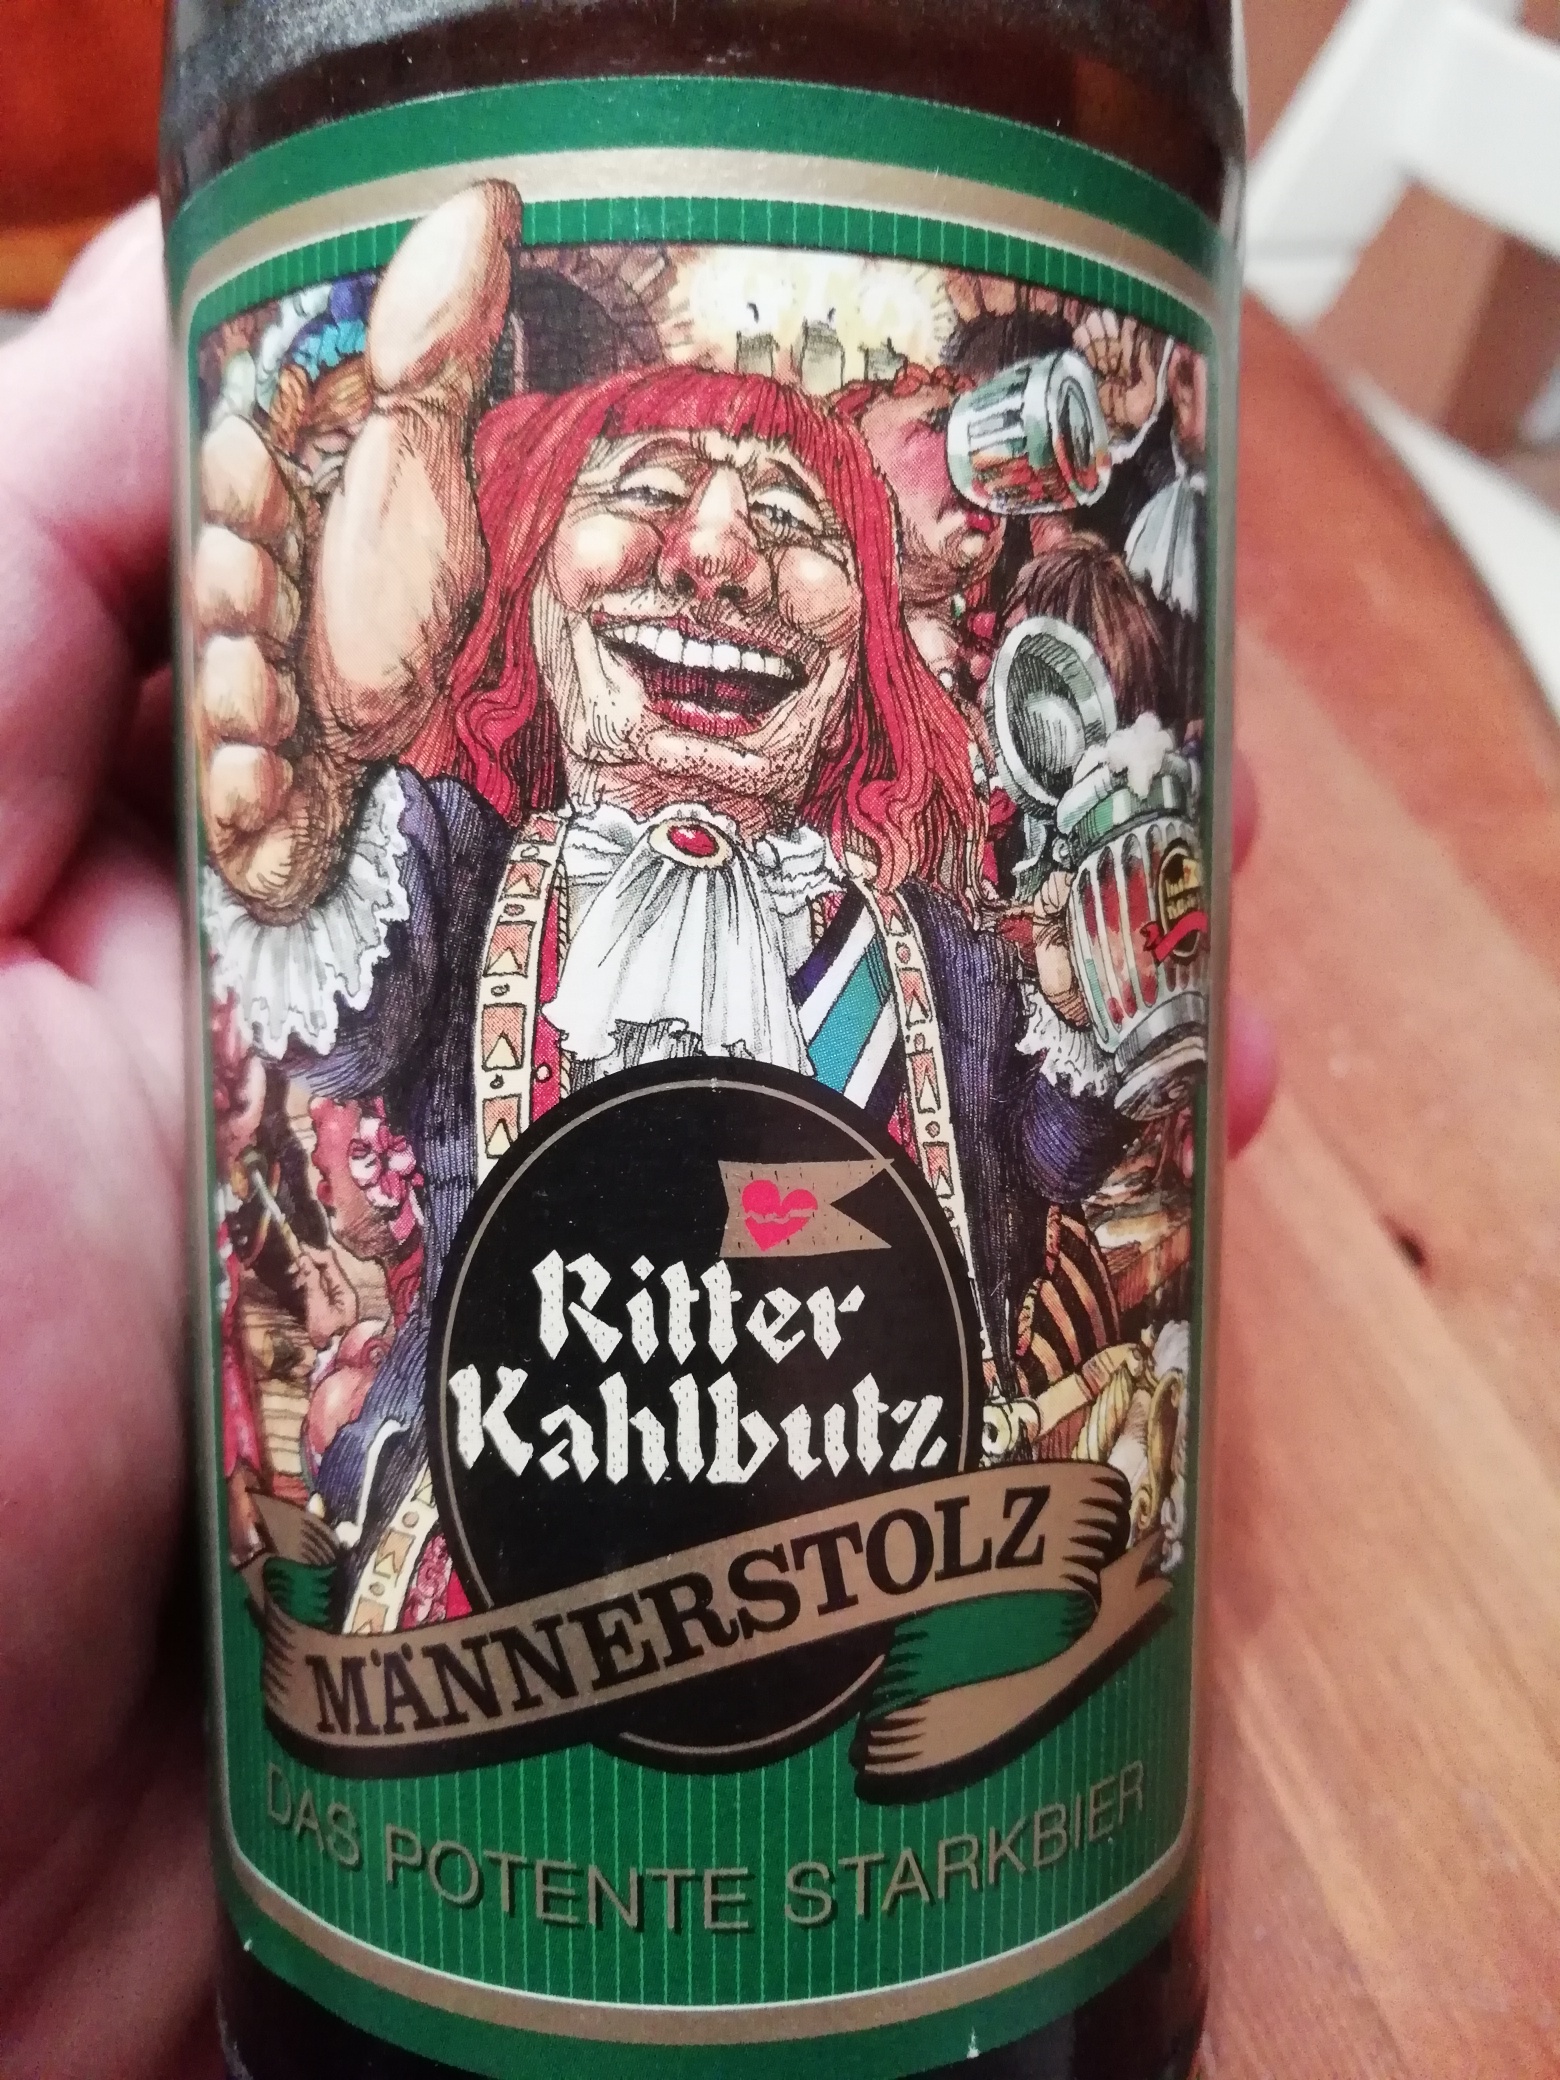 Ritter
Kahlbutz
MÄNNERSTOLZ
DAS POTENTE STARKBIER